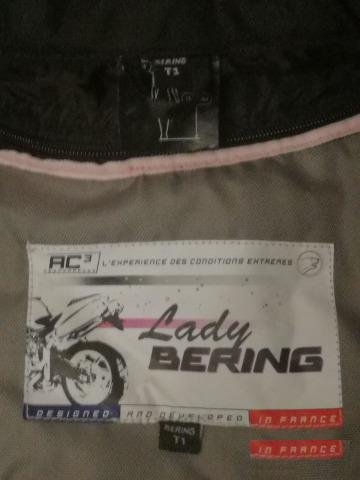 BERING
T1
AC³
L'EXPERIENCE DES CONDITIONS EXTREMES
Lady
BERING
DESIGNED AND DEVELOPED IN FRANCE
IN FRANCE
BERING
T1